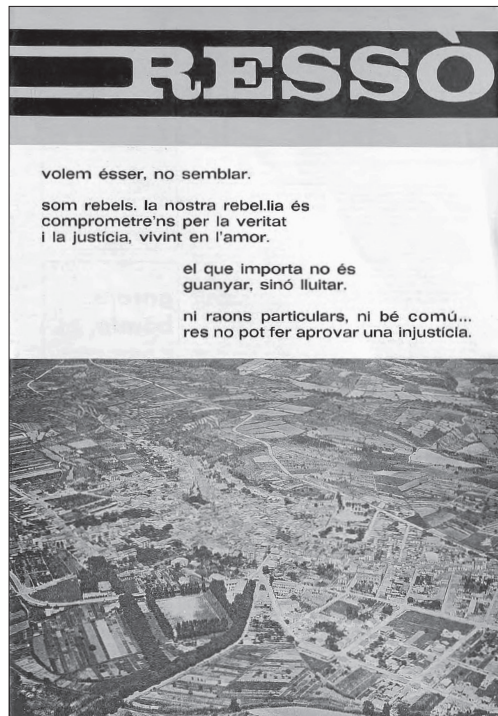 RESSÒ
volem ésser, no semblar.
som rebels. la nostra rebel.lia és
comprometre'ns per la veritat
i la justícia, vivint en l'amor.
el que importa no és
guanyar, sinó lluitar.
ni raons particulars, ni bé comú...
res no pot fer aprovar una injustícia.